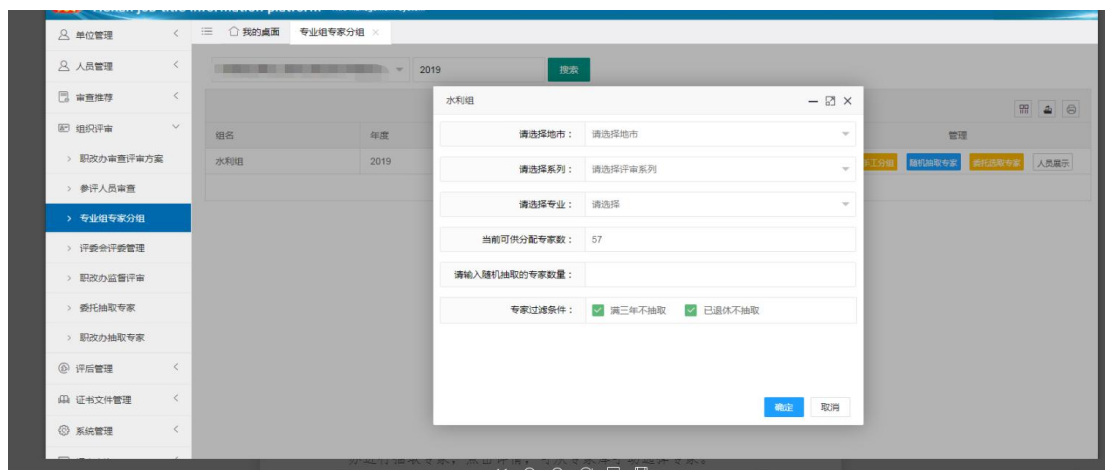 单位管理
我的桌面 专业组专家分组
人员管理
2019 搜索
审查推荐
水利组
组织评审
组名 年度 管理
请选择地市： 请选择地市
职改办审查评审方案
水利组 2019
请选择系列： 请选择评审系列
手工分组 随机抽取专家 委托选取专家 人员展示
参评人员审查
请选择专业： 请选择
专业组专家分组
当前可供分配专家数： 57
评委会评委管理
请输入随机抽取的专家数量：
职改办监督评审
专家过滤条件： 满三年不抽取 已退休不抽取
委托抽取专家
职改办抽取专家
评后管理
证书文件管理
确定 取消
系统管理